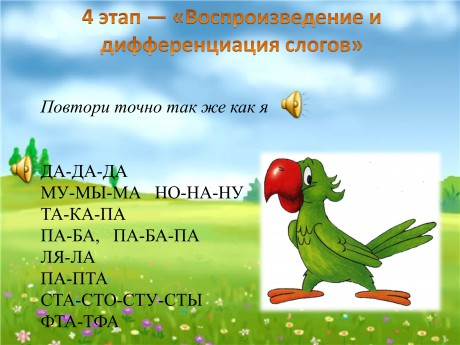 4 этап — «Воспроизведение и
дифференциация слогов»
Повтори точно так же как я
ДА-ДА-ДА
МУ-МЫ-МА НО-НА-НУ
ТА-КА-ПА
ПА-БА, ПА-БА-ПА
ЛЯ-ЛА
ПА-ПТА
СТА-СТО-СТУ-СТЫ
ФТА-ТФА